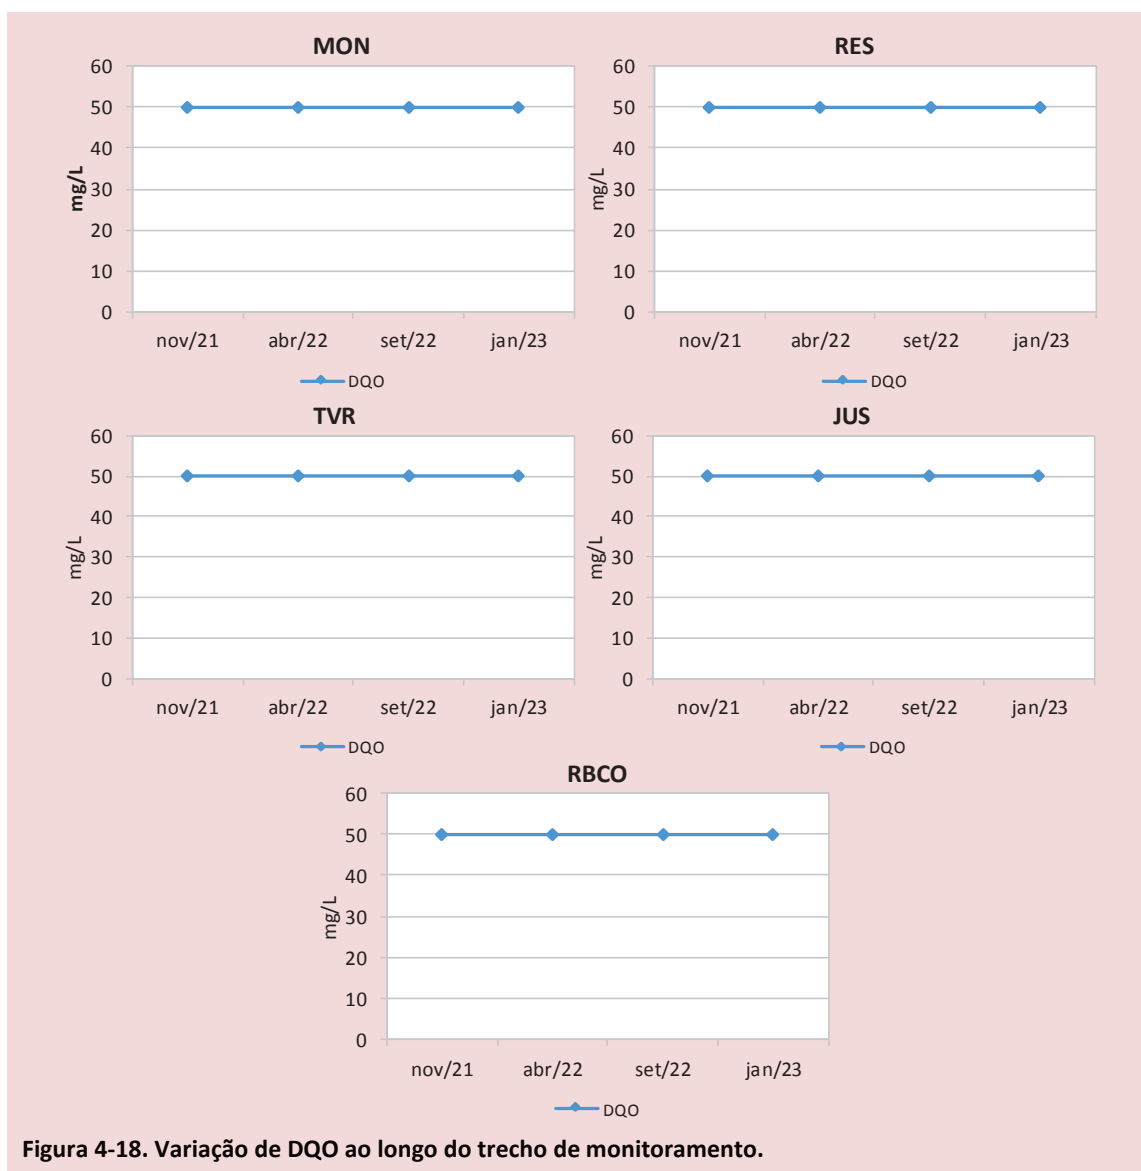 MON
60
50
40
30
20
10
0
mg/L
nov/21 abr/22 set/22 jan/23
DQO
RES
60
50
40
30
20
10
0
mg/L
nov/21 abr/22 set/22 jan/23
DQO
TVR
60
50
40
30
20
10
0
mg/L
nov/21 abr/22 set/22 jan/23
DQO
JUS
60
50
40
30
20
10
0
mg/L
nov/21 abr/22 set/22 jan/23
DQO
RBCO
60
50
40
30
20
10
0
mg/L
nov/21 abr/22 set/22 jan/23
DQO
Figura 4-18. Variação de DQO ao longo do trecho de monitoramento.